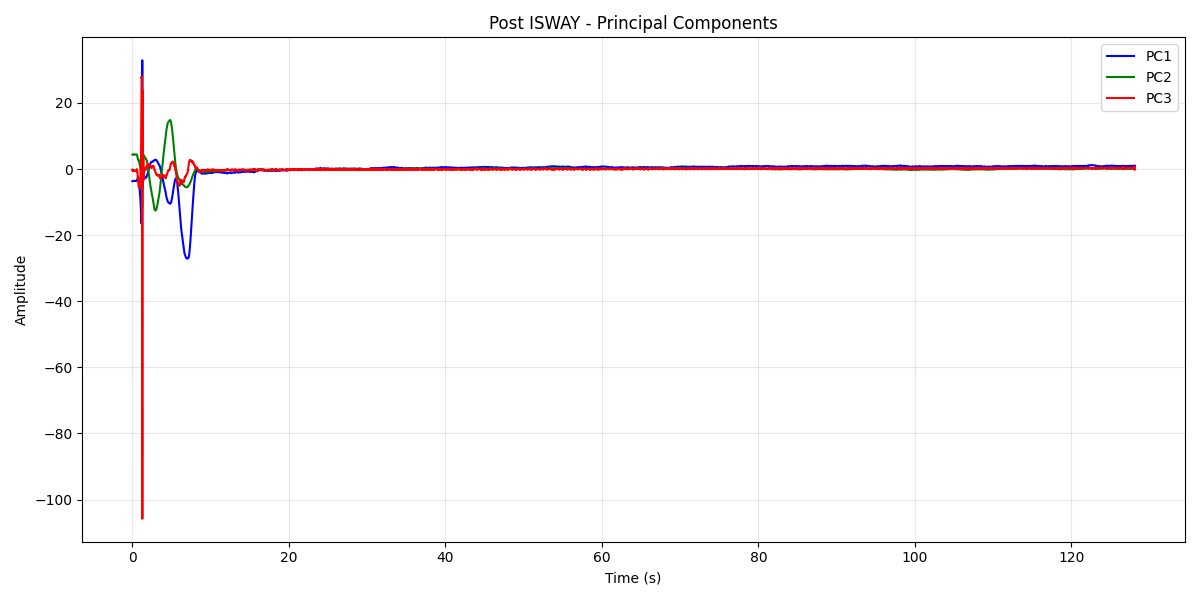 Post ISWAY - Principal Components
PC1
PC2
PC3
Amplitude
20
0
−20
−40
−60
−80
−100
0 20 40 60 80 100 120
Time (s)